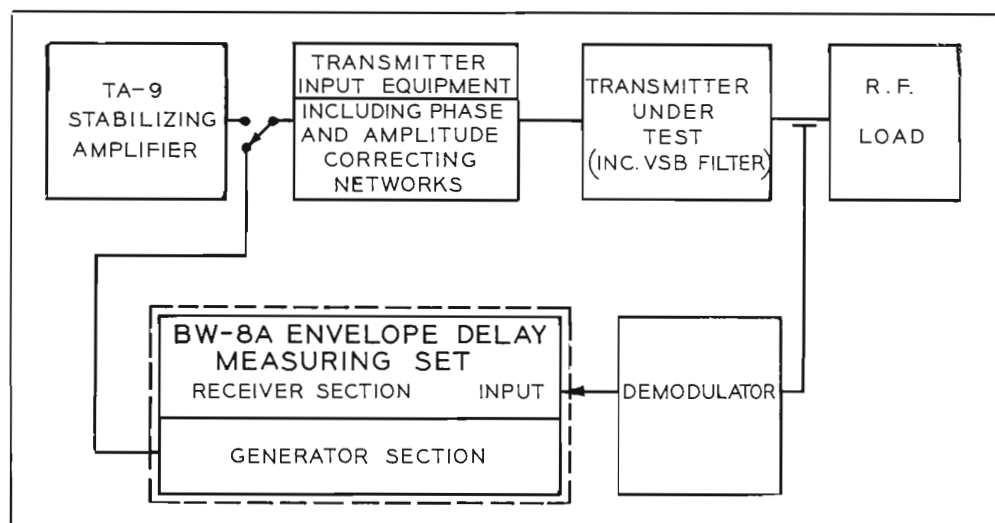 TA-9
STABILIZING
AMPLIFIER
TRANSMITTER
INPUT EQUIPMENT
INCLUDING PHASE
AND AMPLITUDE
CORRECTING
NETWORKS
TRANSMITTER
UNDER
TEST
(INC. VSB FILTER)
R.F.
LOAD
BW-8A ENVELOPE DELAY
MEASURING SET
RECEIVER SECTION INPUT
GENERATOR SECTION
DEMODULATOR